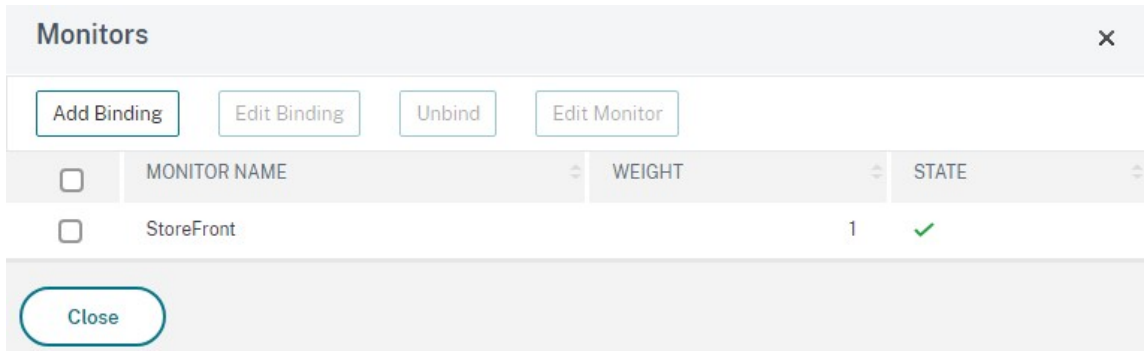 Monitors
Add Binding Edit Binding Unbind Edit Monitor
MONITOR NAME WEIGHT STATE
StoreFront 1
Close